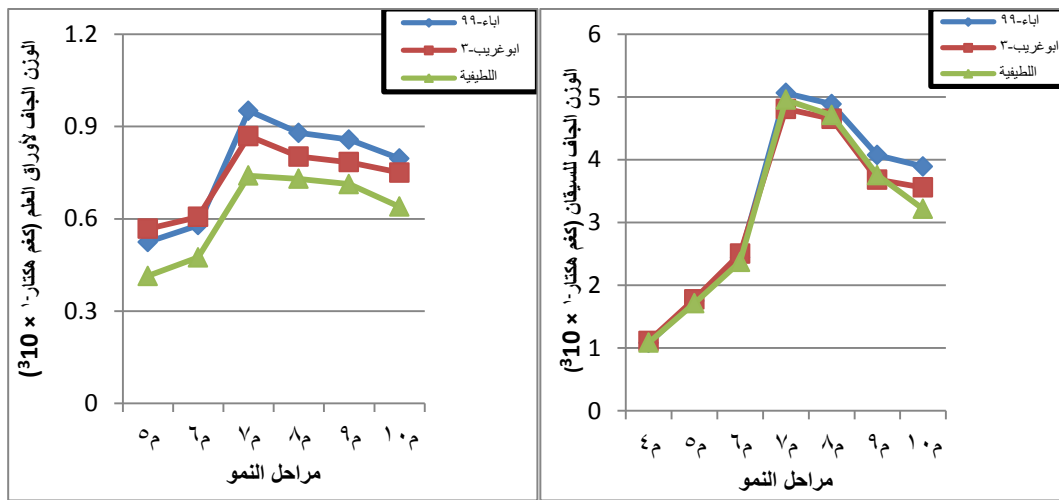 الوزن الجاف لأوراق العلم (كغم هكتار-١ × 10³)
1.2
0.9
0.6
0.3
0
اباء-٩٩
ابوغريب-٣
اللطيفية
م٥ م٦ م٧ م٨ م٩ م١٠
مراحل النمو
الوزن الجاف للسيقان (كغم هكتار-١ × 10³)
6
5
4
3
2
1
0
اباء-٩٩
ابوغريب-٣
اللطيفية
م٤ م٥ م٦ م٧ م٨ م٩ م١٠
مراحل النمو